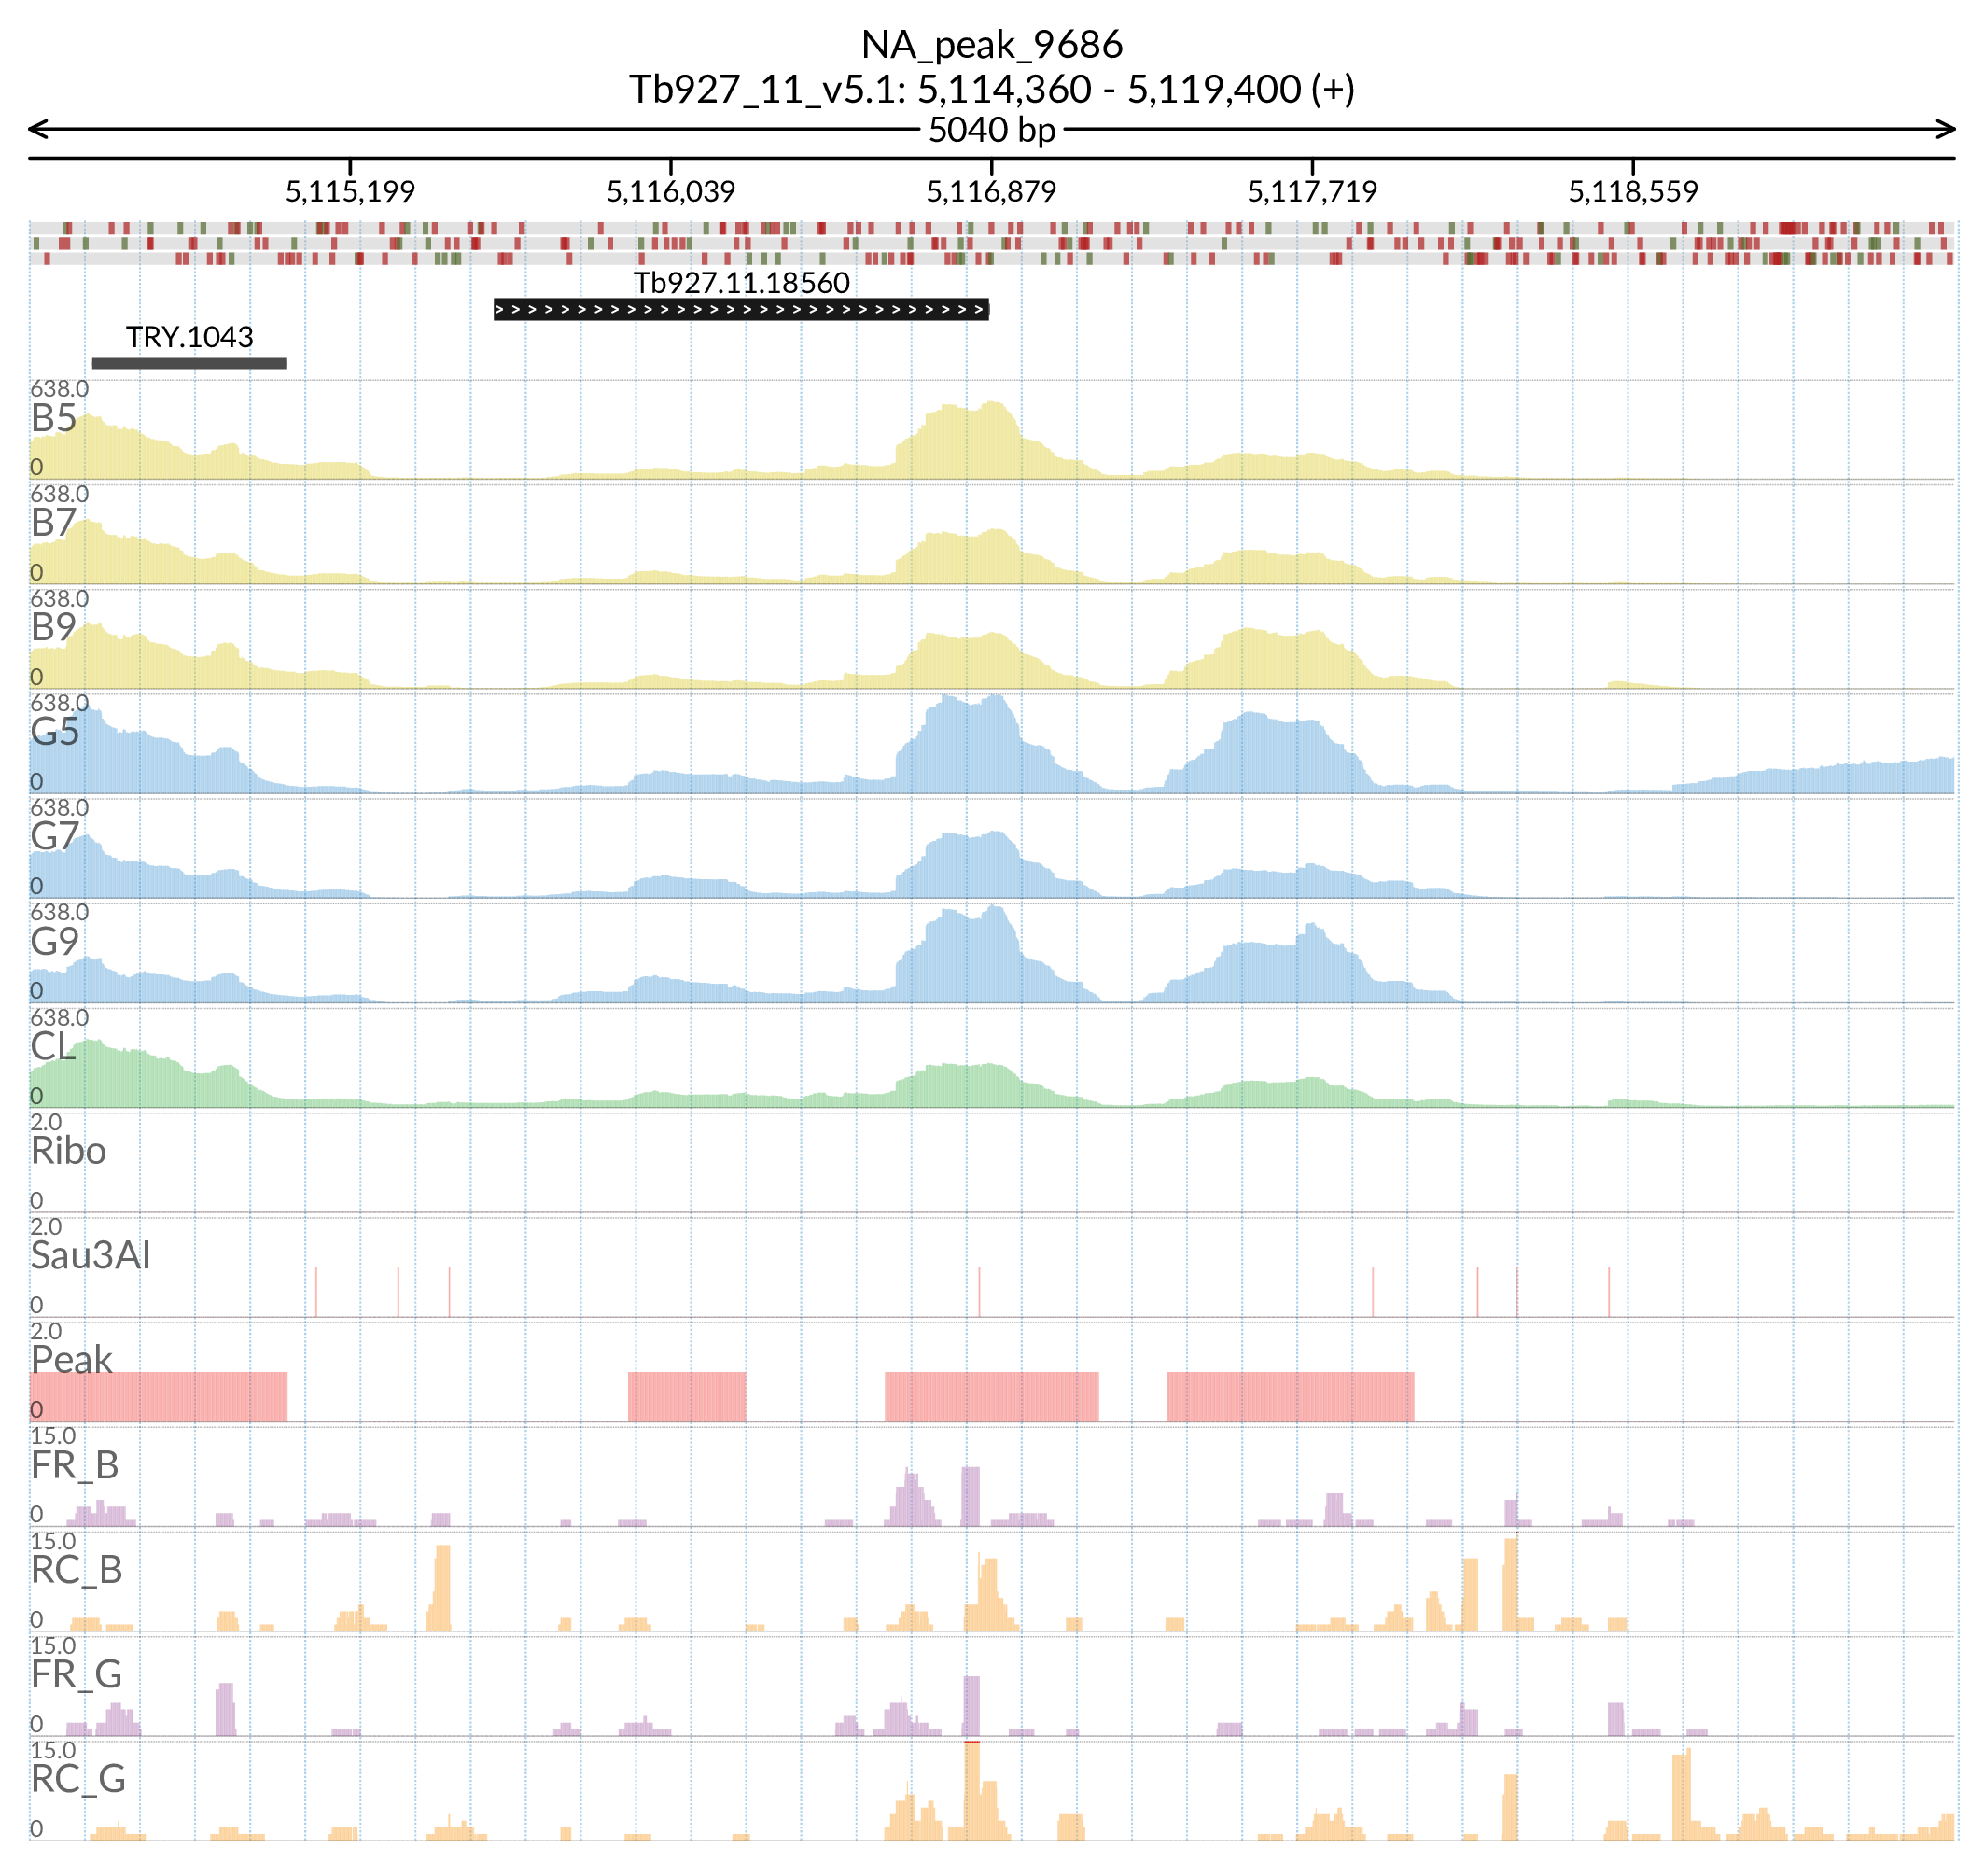 NA_peak_9686
Tb927_11_v5.1: 5,114,360 - 5,119,400 (+)
5040 bp
5,115,199 5,116,039 5,116,879 5,117,719 5,118,559
Tb927.11.18560
TRY.1043
638.0
B5
0
638.0
B7
0
638.0
B9
0
638.0
G5
0
638.0
G7
0
638.0
G9
0
638.0
CL
0
2.0
Ribo
0
2.0
Sau3AI
0
2.0
Peak
0
15.0
FR_B
0
15.0
RC_B
0
15.0
FR_G
0
15.0
RC_G
0